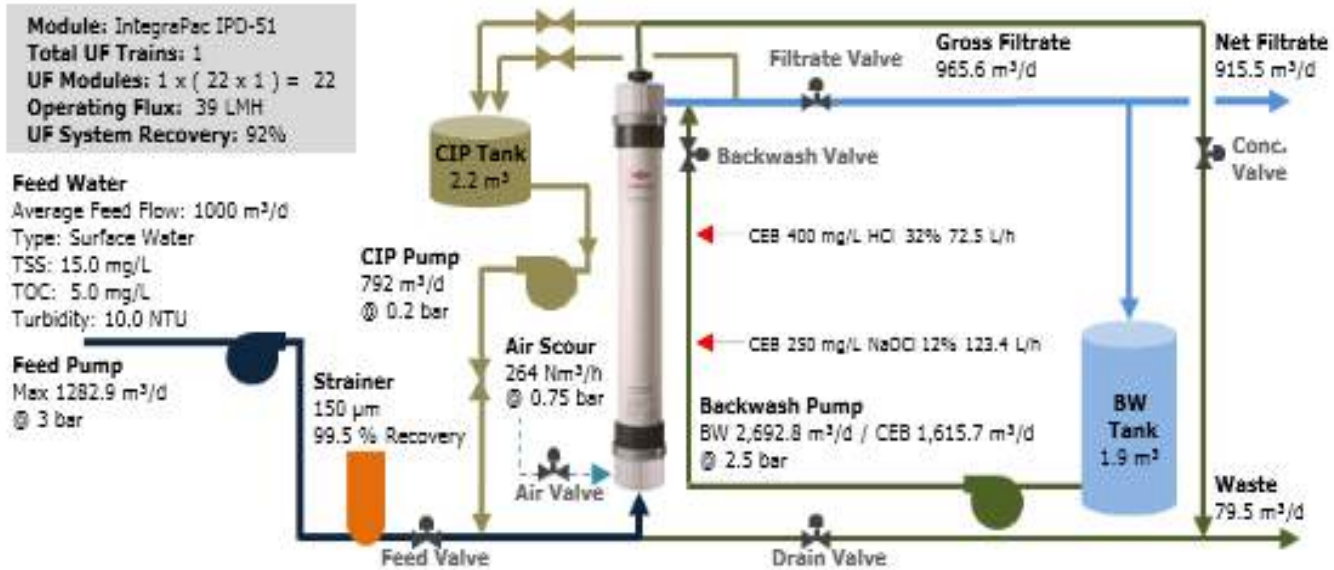 Module: IntegraPac IPD-51
Total UF Trains: 1
UF Modules: 1 x ( 22 x 1 ) = 22
Operating Flux: 39 LMH
UF System Recovery: 92%
Feed Water
Average Feed Flow: 1000 m³/d
Type: Surface Water
TSS: 15.0 mg/L
TOC: 5.0 mg/L
Turbidity: 10.0 NTU
Feed Pump
Max 1282.9 m³/d
@ 3 bar
Strainer
150 µm
99.5 % Recovery
CIP Tank
2.2 m³
CIP Pump
792 m³/d
@ 0.2 bar
Air Scour
264 Nm³/h
@ 0.75 bar
Air Valve
Feed Valve
Filtrate Valve
Gross Filtrate
965.6 m³/d
Net Filtrate
915.5 m³/d
Backwash Valve
Conc.
Valve
CEB 400 mg/L HCl 32% 72.5 L/h
CEB 250 mg/L NaOCl 12% 123.4 L/h
Backwash Pump
BW 2,692.8 m³/d / CEB 1,615.7 m³/d
@ 2.5 bar
BW
Tank
1.9 m³
Waste
79.5 m³/d
Drain Valve